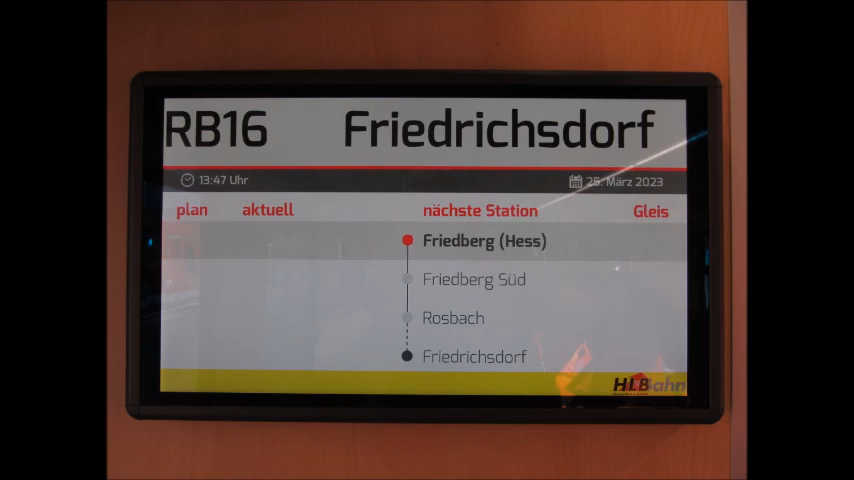 RB16 Friedrichsdorf
13:47 Uhr 25. März 2023
plan aktuell nächste Station Gleis
Friedberg (Hess)
Friedberg Süd
Rosbach
Friedrichsdorf
HLBahn